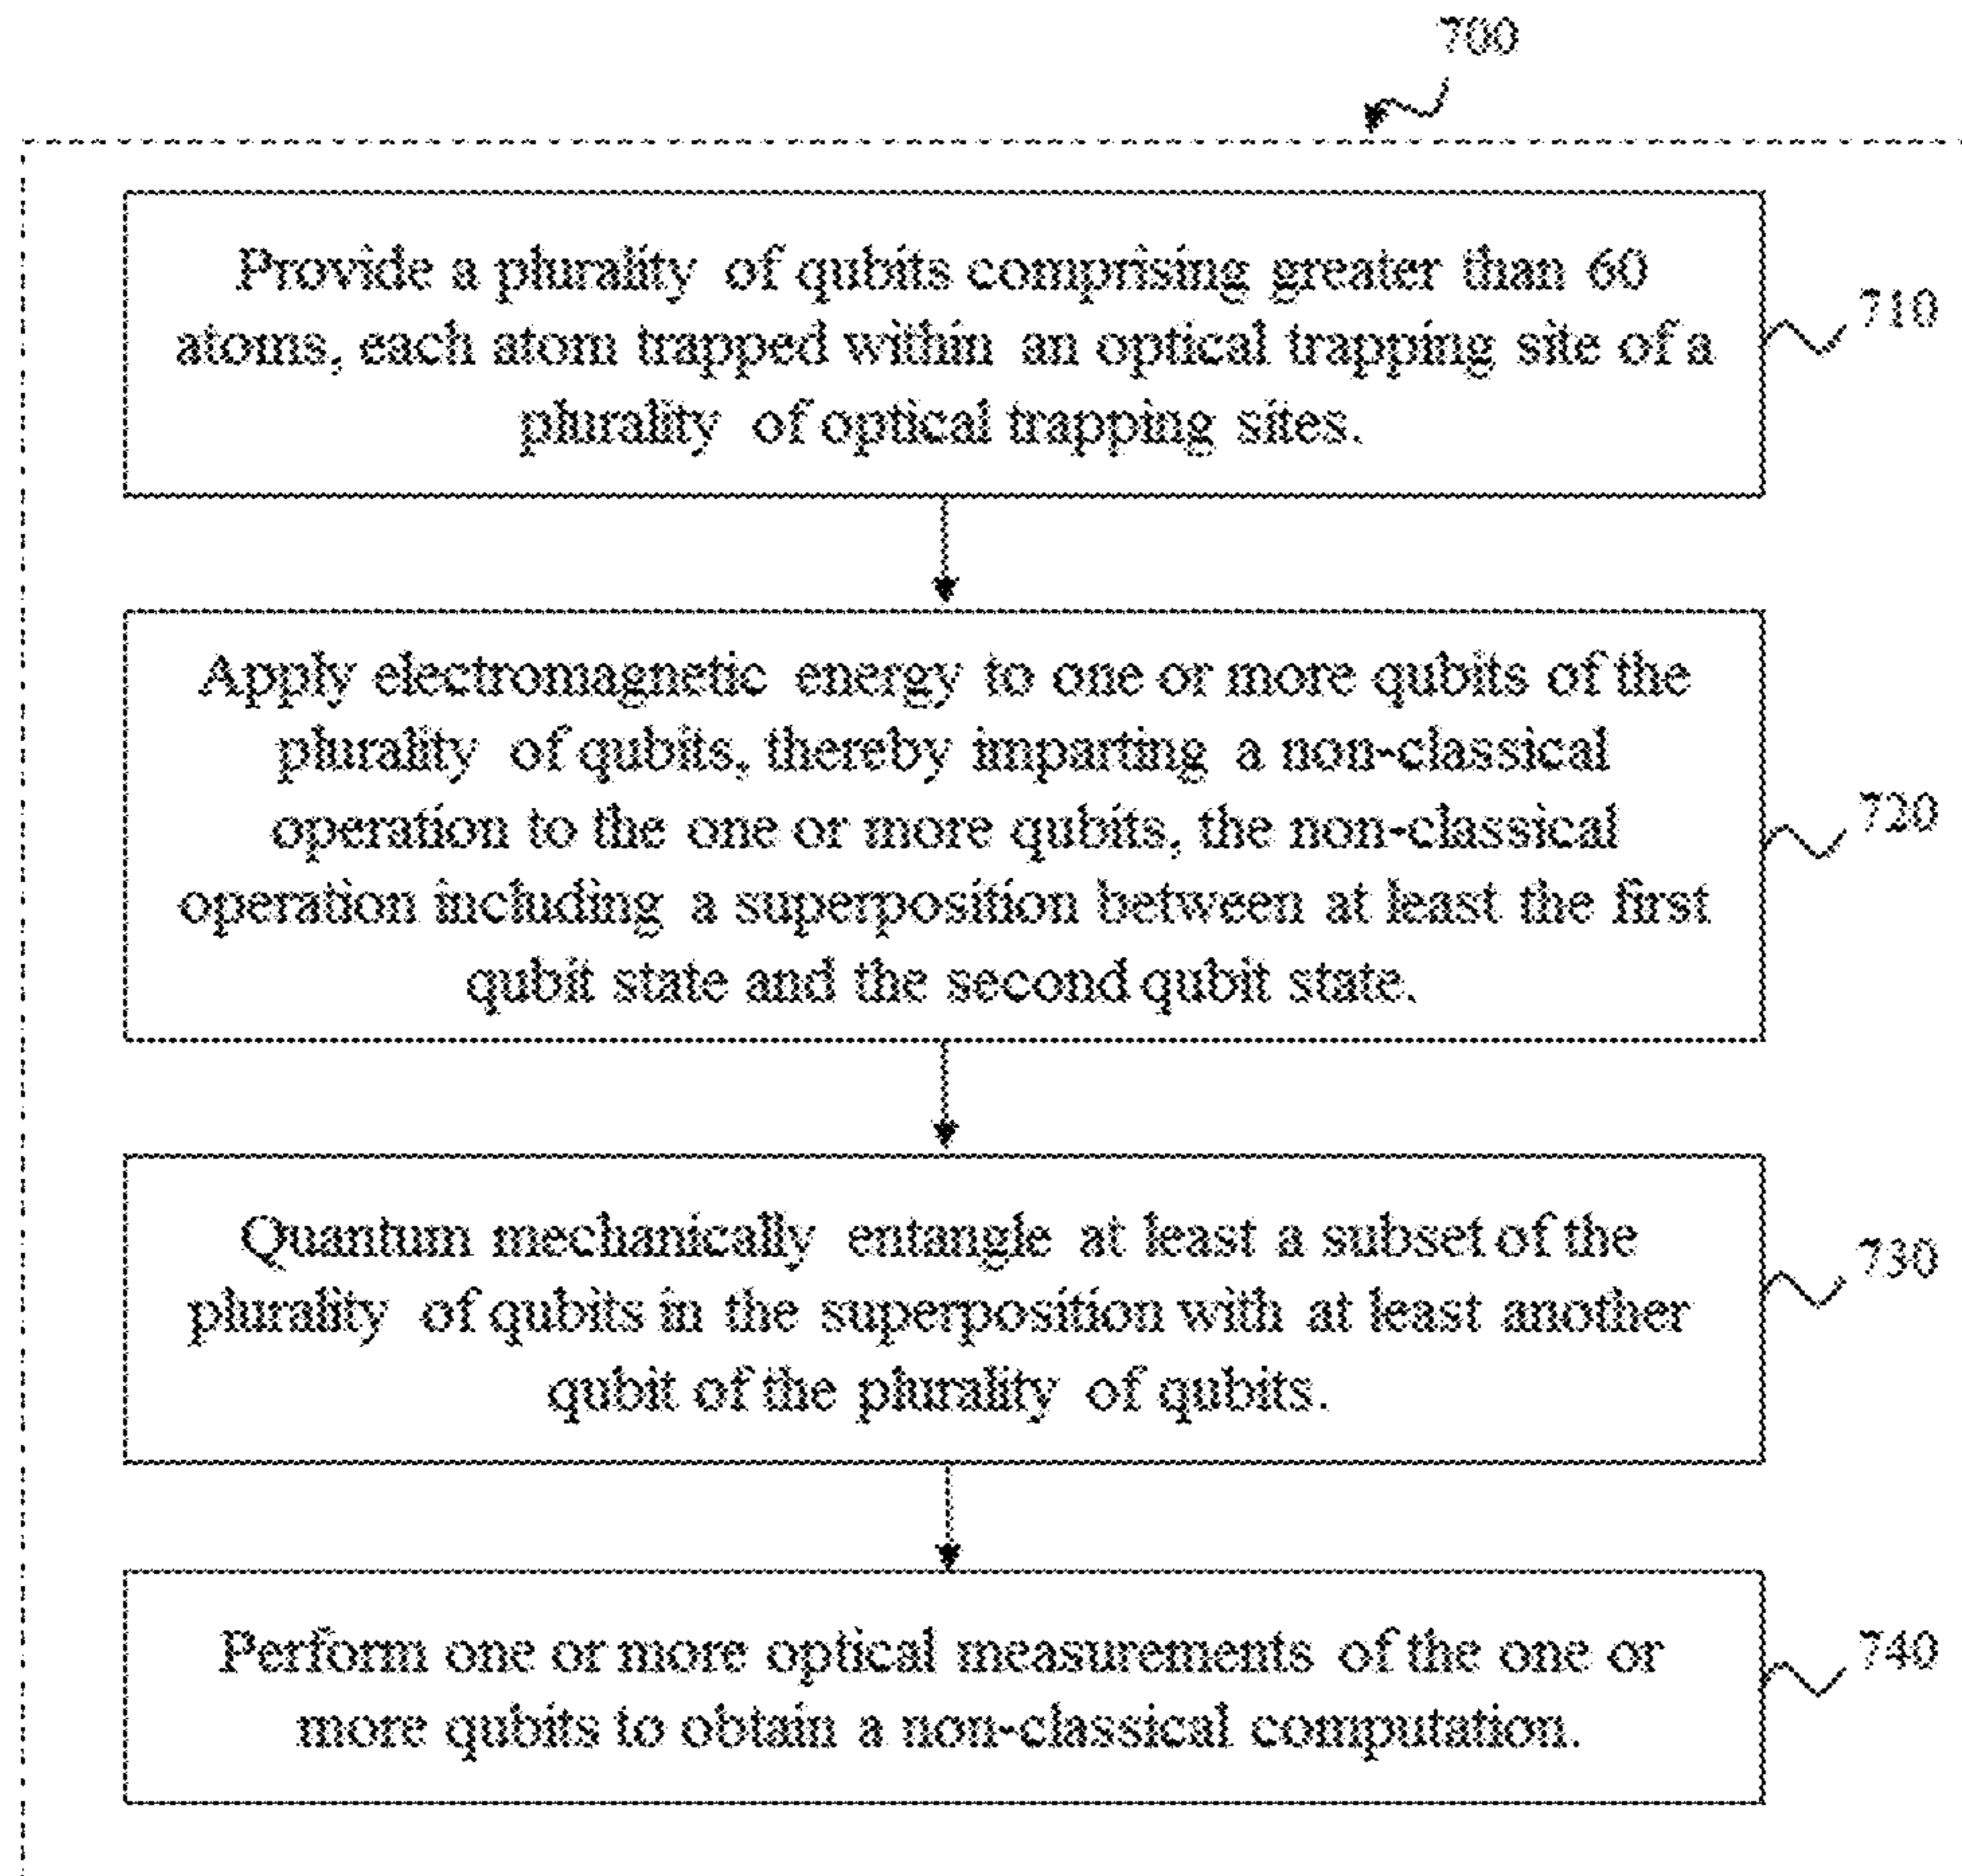 700
Provide a plurality of qubits comprising greater than 60
atoms, each atom trapped within an optical trapping site of a
plurality of optical trapping sites.
710
Apply electromagnetic energy to one or more qubits of the
plurality of qubits, thereby imparting a non-classical
operation to the one or more qubits, the non-classical
operation including a superposition between at least the first
qubit state and the second qubit state.
720
Quantum mechanically entangle at least a subset of the
plurality of qubits in the superposition with at least another
qubit of the plurality of qubits.
730
Perform one or more optical measurements of the one or
more qubits to obtain a non-classical computation.
740